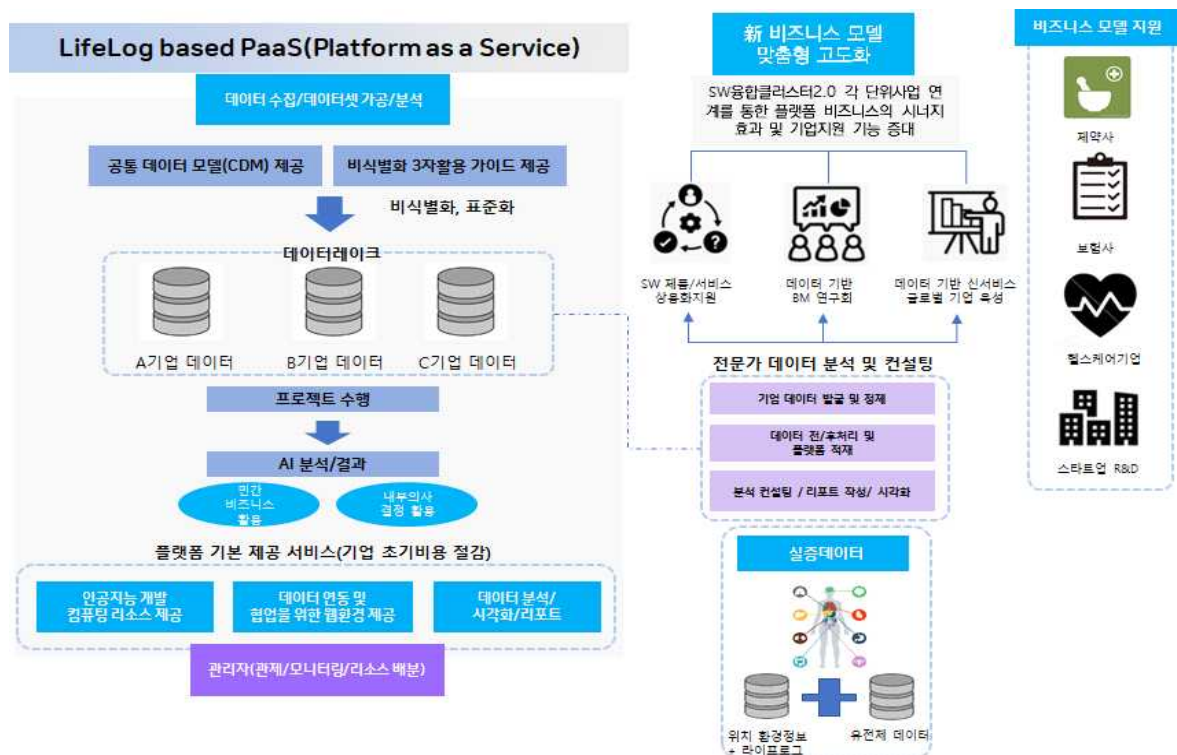 LifeLog based PaaS(Platform as a Service)
데이터 수집/데이터셋 가공/분석
공통 데이터 모델(CDM) 제공
비식별화 3자활용 가이드 제공
비식별화, 표준화
데이터레이크
A기업 데이터
B기업 데이터
C기업 데이터
프로젝트 수행
AI 분석/결과
민간
비즈니스
활용
내부의사
결정 활용
플랫폼 기본 제공 서비스(기업 초기비용 절감)
인공지능 개발
컴퓨팅 리소스 제공
데이터 연동 및
협업을 위한 웹환경 제공
데이터 분석/
시각화/리포트
관리자(관제/모니터링/리소스 배분)
新 비즈니스 모델
맞춤형 고도화
SW융합클러스터2.0 각 단위사업 연
계를 통한 플랫폼 비즈니스의 시너지
효과 및 기업지원 기능 증대
SW 제품/서비스
상용화지원
데이터 기반
BM 연구회
데이터 기반 신서비스
글로벌 기업 육성
전문가 데이터 분석 및 컨설팅
기업 데이터 발굴 및 정제
데이터 전/후처리 및
플랫폼 적재
분석 컨설팅 / 리포트 작성/ 시각화
실증데이터
위치 환경정보
+ 라이프로그
유전체 데이터
비즈니스 모델 지원
제약사
보험사
헬스케어기업
스타트업 R&D